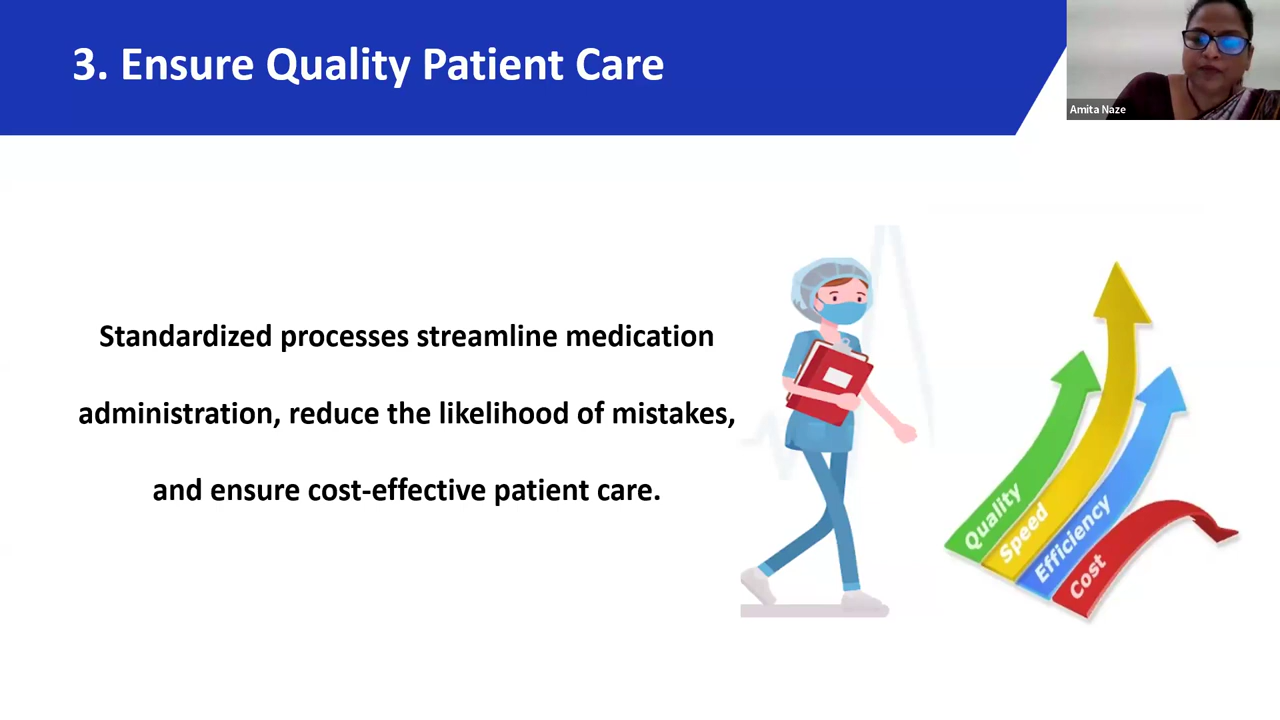 3. Ensure Quality Patient Care
Amita Naze
Standardized processes streamline medication
administration, reduce the likelihood of mistakes,
and ensure cost-effective patient care.
Quality
Speed
Efficiency
Cost